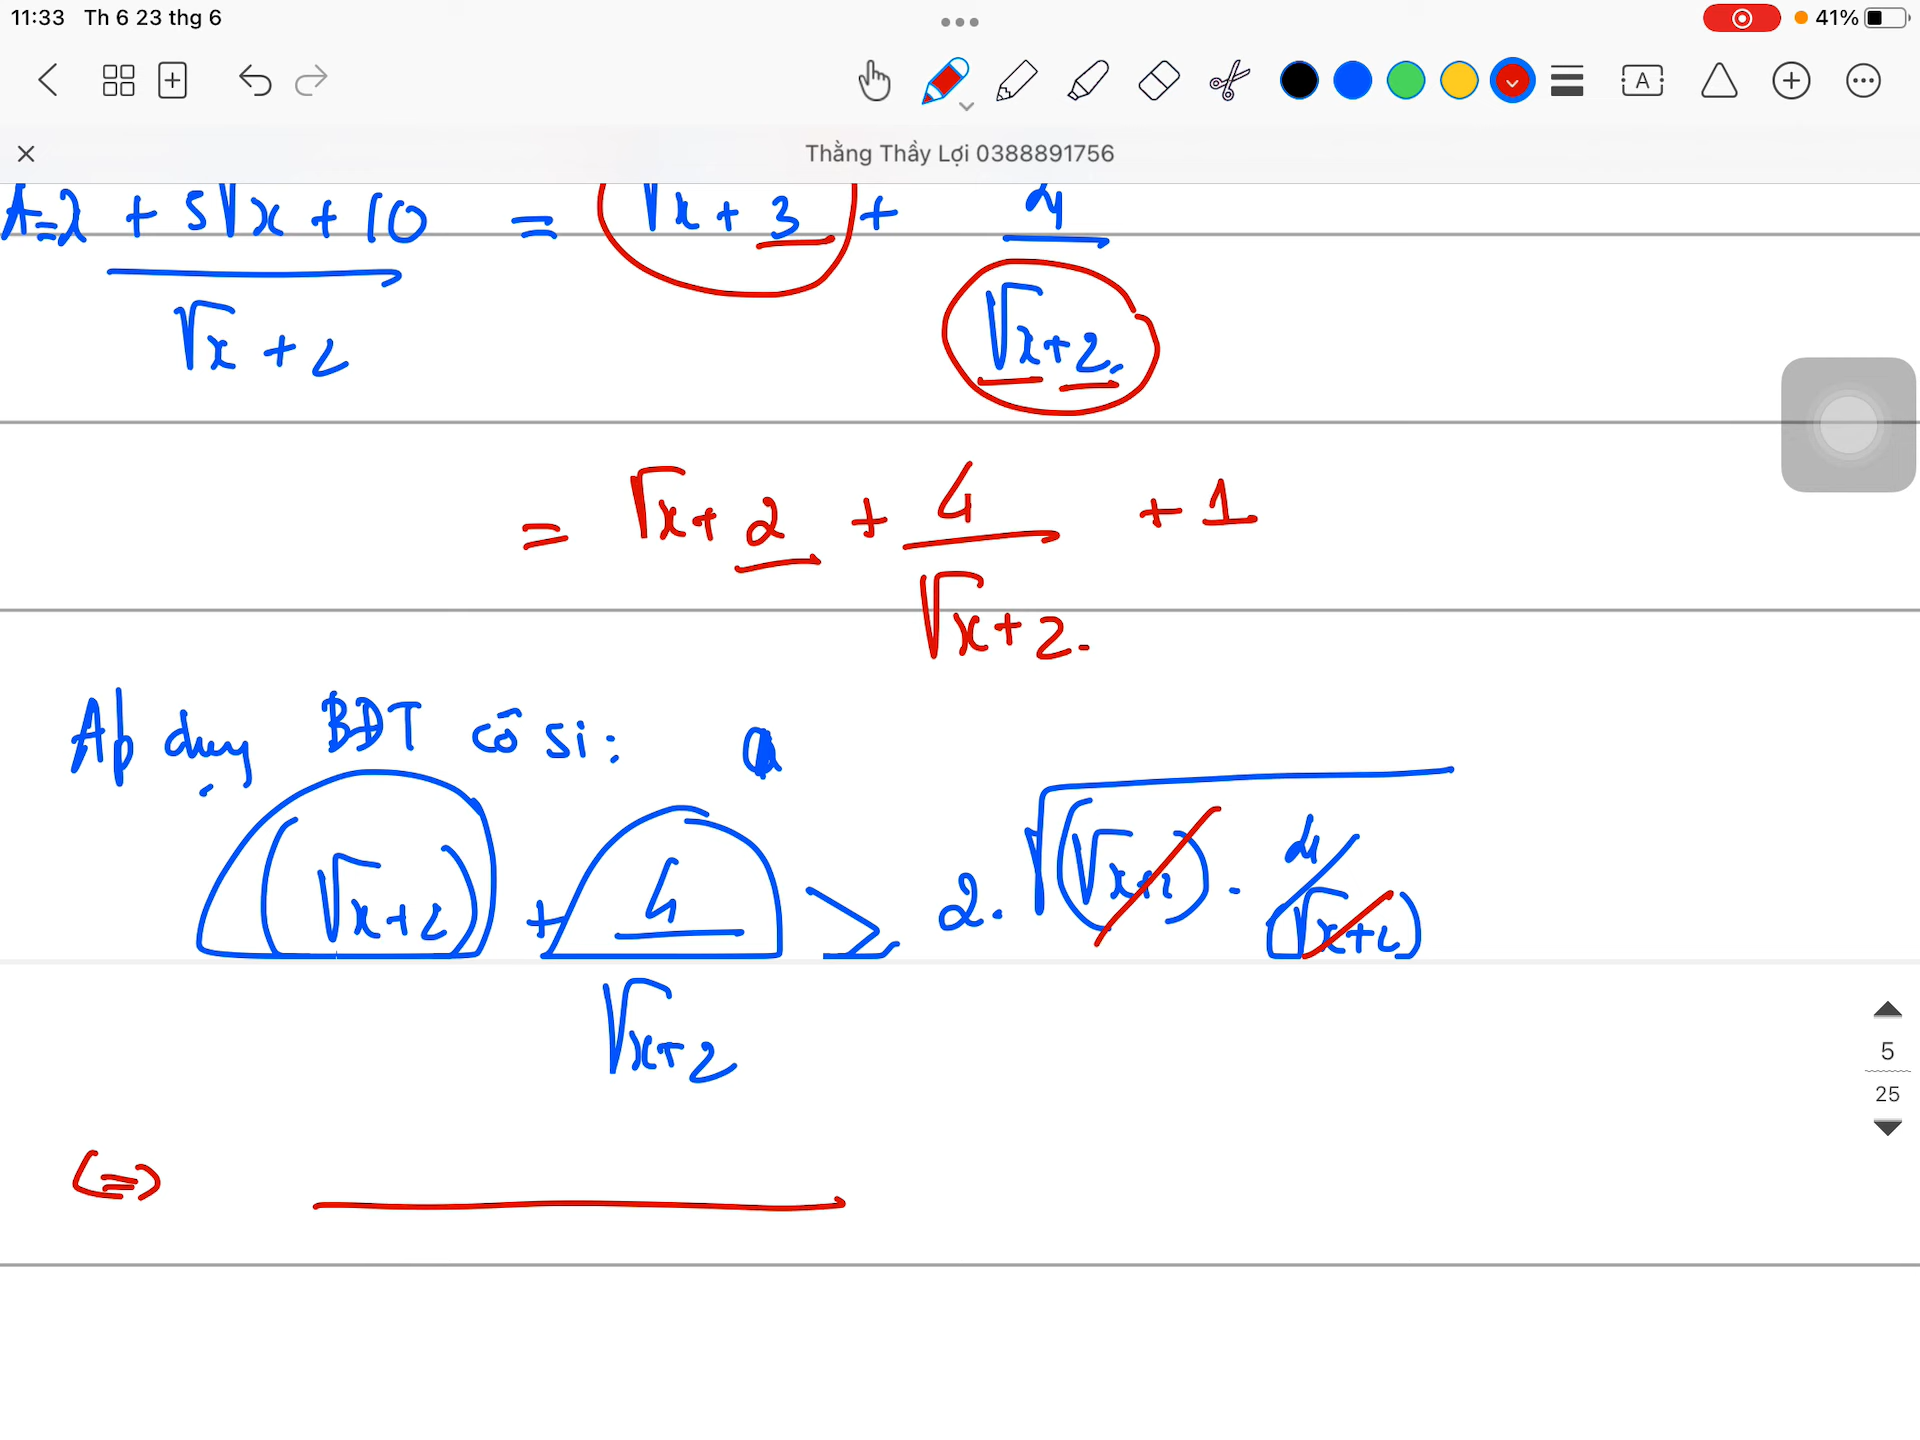 11:33 Th 6 23 thg 6 41%
A
Thằng Thầy Lợi 0388891756
A=x + 5√x + 10 = √x + 3 + 4
√x + 2 √x+2.
= √x+2 + 4 + 1
√x+2.
Áp dụng BĐT cô si:
(√x+2) + 4 ≥ 2. √(√x+2) . 4/(√x+2)
√x+2
5
25
(=)